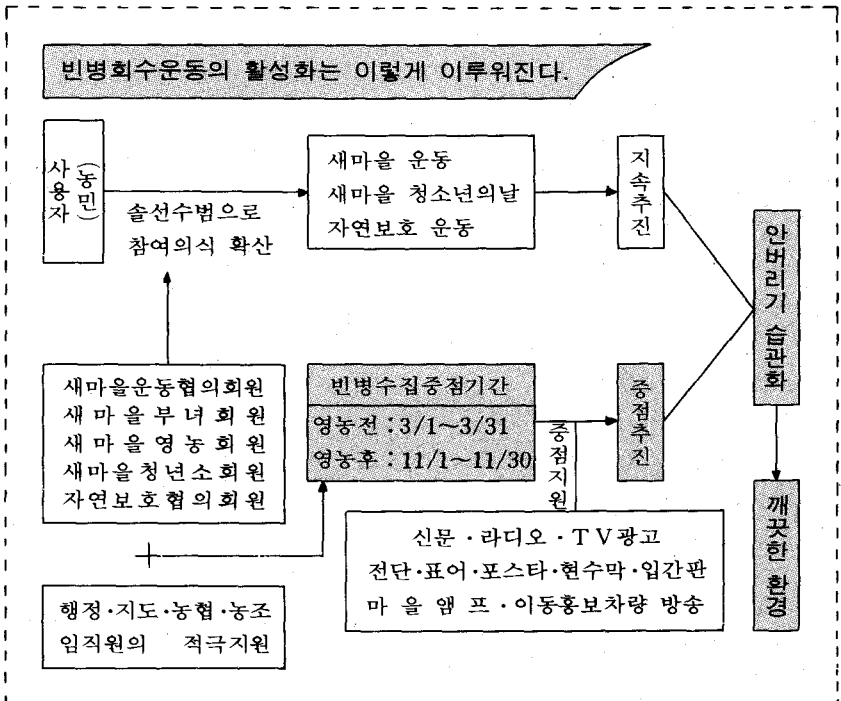 빈병회수운동의 활성화는 이렇게 이루워진다.
사용자
(농민)
솔선수범으로
참여의식 확산
새마을 운동
새마을 청소년의날
자연보호 운동
지속추진
안버리기 습관화
새마을운동협의회원
새마을부녀회원
새마을영농회원
새마을청년소회원
자연보호협의회원
빈병수집중점기간
영농전 : 3/1~3/31
영농후 : 11/1~11/30
중점지원
중점추진
깨끗한 환경
신문·라디오·TV광고
전단·표어·포스타·현수막·입간판
마을앰프·이동홍보차량 방송
행정·지도·농협·농조
임직원의 적극지원